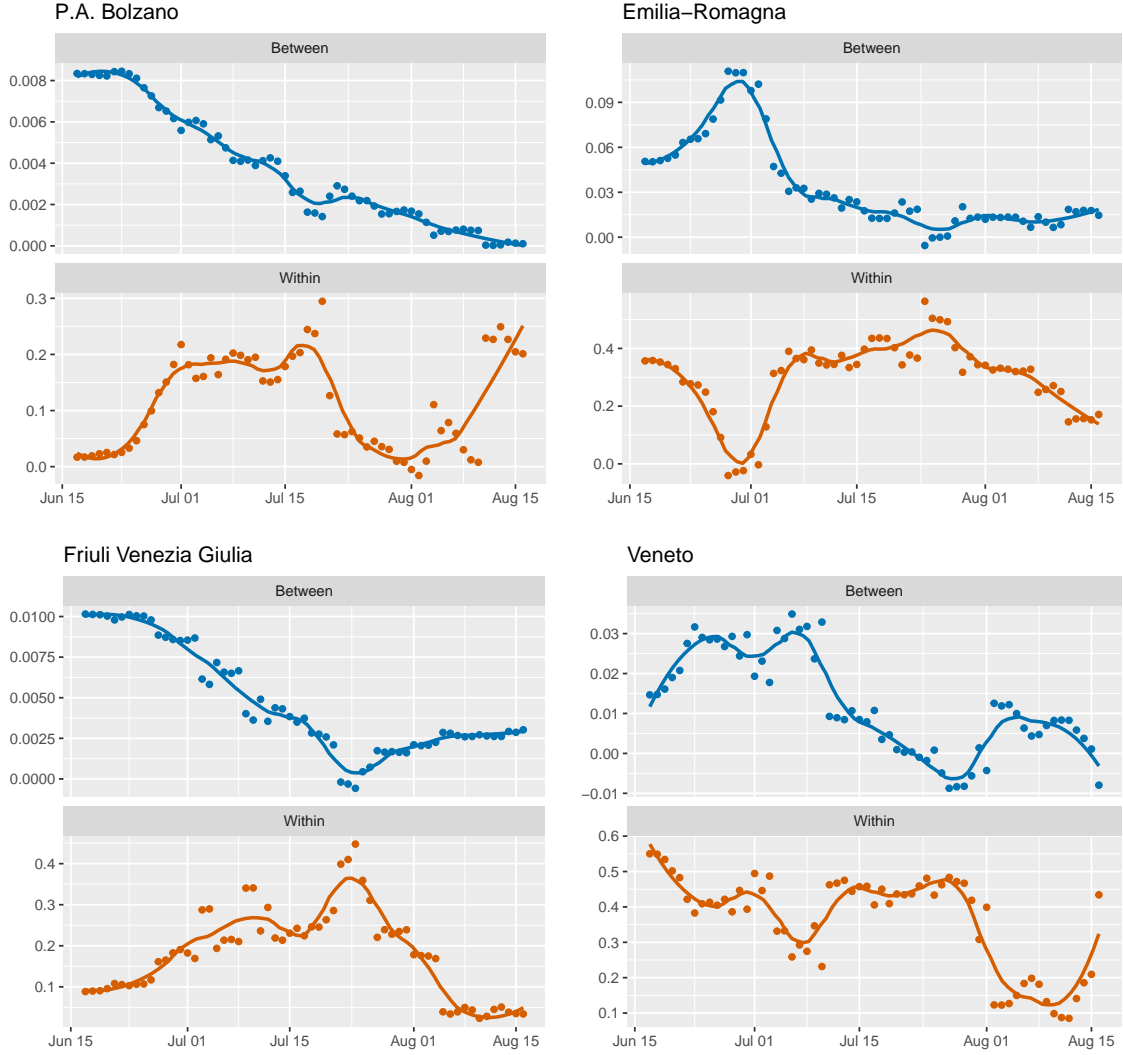 P.A. Bolzano
Between
0.008
0.006
0.004
0.002
0.000
Within
0.3
0.2
0.1
0.0
Jun 15 Jul 01 Jul 15 Aug 01 Aug 15
Emilia−Romagna
Between
0.09
0.06
0.03
0.00
Within
0.4
0.2
0.0
Jun 15 Jul 01 Jul 15 Aug 01 Aug 15
Friuli Venezia Giulia
Between
0.0100
0.0075
0.0050
0.0025
0.0000
Within
0.4
0.3
0.2
0.1
Jun 15 Jul 01 Jul 15 Aug 01 Aug 15
Veneto
Between
0.03
0.02
0.01
0.00
−0.01
Within
0.6
0.5
0.4
0.3
0.2
0.1
Jun 15 Jul 01 Jul 15 Aug 01 Aug 15